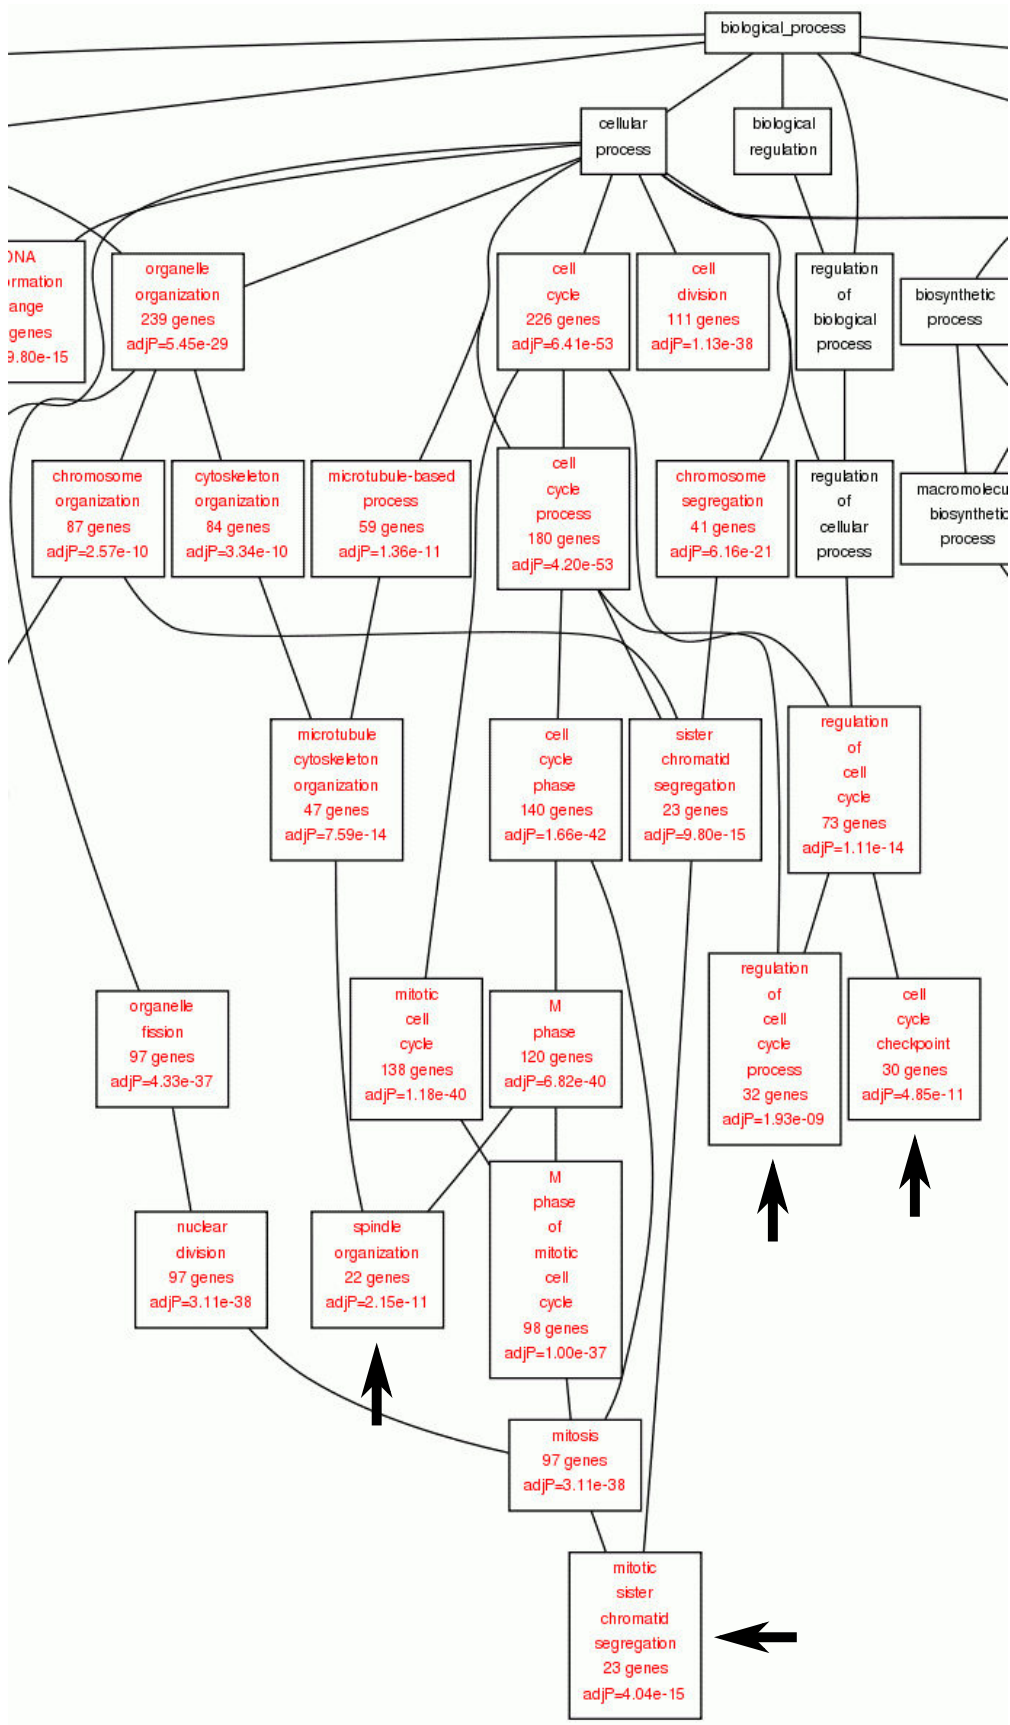 biological_process
cellular
process
biological
regulation
DNA
ormation
ange
genes
9.80e-15
organelle
organization
239 genes
adjP=5.45e-29
cell
cycle
226 genes
adjP=6.41e-53
cell
division
111 genes
adjP=1.13e-38
regulation
of
biological
process
biosynthetic
process
chromosome
organization
87 genes
adjP=2.57e-10
cytoskeleton
organization
84 genes
adjP=3.34e-10
microtubule-based
process
59 genes
adjP=1.36e-11
cell
cycle
process
180 genes
adjP=4.20e-53
chromosome
segregation
41 genes
adjP=6.16e-21
regulation
of
cellular
process
macromolecu
biosynthetic
process
microtubule
cytoskeleton
organization
47 genes
adjP=7.59e-14
cell
cycle
phase
140 genes
adjP=1.66e-42
sister
chromatid
segregation
23 genes
adjP=9.80e-15
regulation
of
cell
cycle
73 genes
adjP=1.11e-14
organelle
fission
97 genes
adjP=4.33e-37
mitotic
cell
cycle
138 genes
adjP=1.18e-40
M
phase
120 genes
adjP=6.82e-40
regulation
of
cell
cycle
process
32 genes
adjP=1.93e-09
cell
cycle
checkpoint
30 genes
adjP=4.85e-11
nuclear
division
97 genes
adjP=3.11e-38
spindle
organization
22 genes
adjP=2.15e-11
M
phase
of
mitotic
cell
cycle
98 genes
adjP=1.00e-37
mitosis
97 genes
adjP=3.11e-38
mitotic
sister
chromatid
segregation
23 genes
adjP=4.04e-15